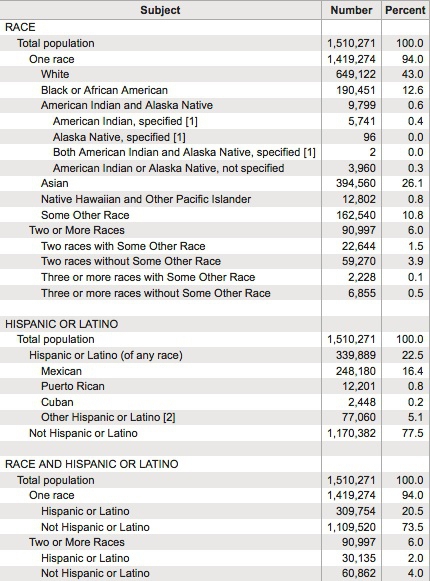 Subject Number Percent
RACE
Total population 1,510,271 100.0
One race 1,419,274 94.0
White 649,122 43.0
Black or African American 190,451 12.6
American Indian and Alaska Native 9,799 0.6
American Indian, specified [1] 5,741 0.4
Alaska Native, specified [1] 96 0.0
Both American Indian and Alaska Native, specified [1] 2 0.0
American Indian or Alaska Native, not specified 3,960 0.3
Asian 394,560 26.1
Native Hawaiian and Other Pacific Islander 12,802 0.8
Some Other Race 162,540 10.8
Two or More Races 90,997 6.0
Two races with Some Other Race 22,644 1.5
Two races without Some Other Race 59,270 3.9
Three or more races with Some Other Race 2,228 0.1
Three or more races without Some Other Race 6,855 0.5
HISPANIC OR LATINO
Total population 1,510,271 100.0
Hispanic or Latino (of any race) 339,889 22.5
Mexican 248,180 16.4
Puerto Rican 12,201 0.8
Cuban 2,448 0.2
Other Hispanic or Latino [2] 77,060 5.1
Not Hispanic or Latino 1,170,382 77.5
RACE AND HISPANIC OR LATINO
Total population 1,510,271 100.0
One race 1,419,274 94.0
Hispanic or Latino 309,754 20.5
Not Hispanic or Latino 1,109,520 73.5
Two or More Races 90,997 6.0
Hispanic or Latino 30,135 2.0
Not Hispanic or Latino 60,862 4.0